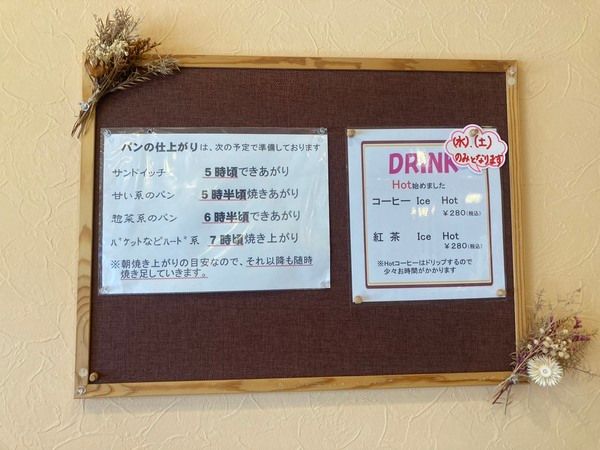 パンの仕上がりは、次の予定で準備しております
サンドイッチ 5時頃できあがり
甘い系のパン 5時半頃焼きあがり
惣菜系のパン 6時半頃できあがり
バケットなどハード系 7時頃焼き上がり
※朝焼き上がりの目安なので、それ以降も随時
焼き足していきます。
(水)、(土)
のみとなります
DRINK
Hot始めました
コーヒー Ice Hot
¥280(税込)
紅茶 Ice Hot
¥280(税込)
※Hotコーヒーはドリップするので
少々お時間がかかります